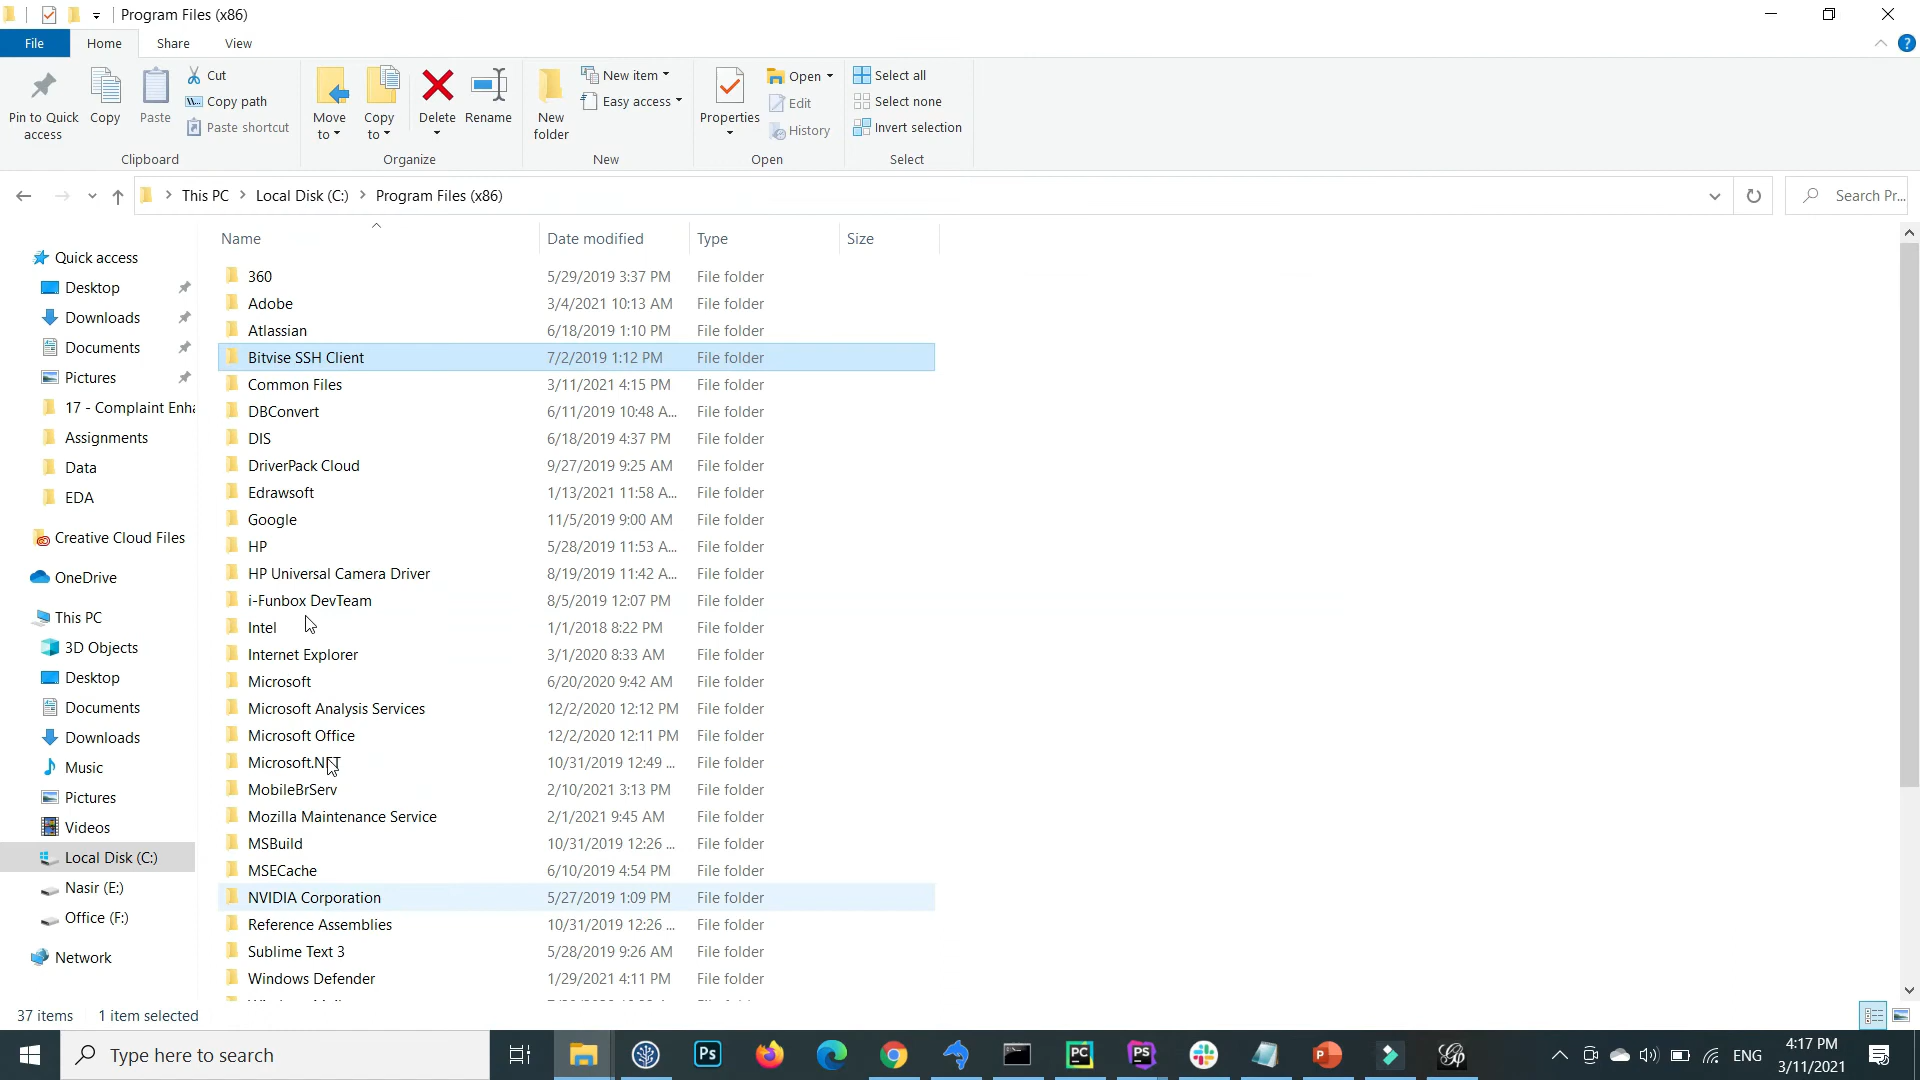 Program Files (x86)
File
Home
Share
View
Pin to Quick access
Copy
Paste
Cut
Copy path
Paste shortcut
Clipboard
Move to
Copy to
Delete
Rename
Organize
New folder
New item
Easy access
New
Properties
Open
Edit
History
Open
Select all
Select none
Invert selection
Select
This PC
Local Disk (C:)
Program Files (x86)
Search Pr...
Name Date modified Type Size
Quick access
Desktop
Downloads
Documents
Pictures
17 - Complaint Enha
Assignments
Data
EDA
Creative Cloud Files
OneDrive
This PC
3D Objects
Desktop
Documents
Downloads
Music
Pictures
Videos
Local Disk (C:)
Nasir (E:)
Office (F:)
Network
360 5/29/2019 3:37 PM File folder
Adobe 3/4/2021 10:13 AM File folder
Atlassian 6/18/2019 1:10 PM File folder
Bitvise SSH Client 7/2/2019 1:12 PM File folder
Common Files 3/11/2021 4:15 PM File folder
DBConvert 6/11/2019 10:48 A... File folder
DIS 6/18/2019 4:37 PM File folder
DriverPack Cloud 9/27/2019 9:25 AM File folder
Edrawsoft 1/13/2021 11:58 A... File folder
Google 11/5/2019 9:00 AM File folder
HP 5/28/2019 11:53 A... File folder
HP Universal Camera Driver 8/19/2019 11:42 A... File folder
i-Funbox DevTeam 8/5/2019 12:07 PM File folder
Intel 1/1/2018 8:22 PM File folder
Internet Explorer 3/1/2020 8:33 AM File folder
Microsoft 6/20/2020 9:42 AM File folder
Microsoft Analysis Services 12/2/2020 12:12 PM File folder
Microsoft Office 12/2/2020 12:11 PM File folder
Microsoft.NET 10/31/2019 12:49 ... File folder
MobileBrServ 2/10/2021 3:13 PM File folder
Mozilla Maintenance Service 2/1/2021 9:45 AM File folder
MSBuild 10/31/2019 12:26 ... File folder
MSECache 6/10/2019 4:54 PM File folder
NVIDIA Corporation 5/27/2019 1:09 PM File folder
Reference Assemblies 10/31/2019 12:26 ... File folder
Sublime Text 3 5/28/2019 9:26 AM File folder
Windows Defender 1/29/2021 4:11 PM File folder
37 items 1 item selected
Type here to search
Ps
PC
PS
P
ENG
4:17 PM
3/11/2021